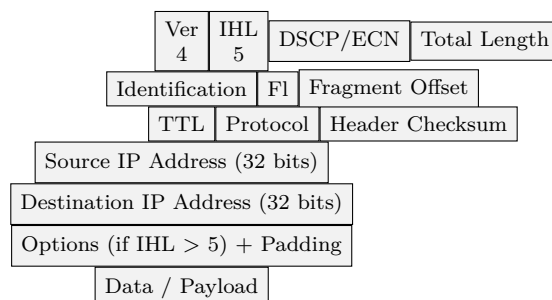 Ver IHL DSCP/ECN Total Length
4 5
Identification Fl Fragment Offset
TTL Protocol Header Checksum
Source IP Address (32 bits)
Destination IP Address (32 bits)
Options (if IHL > 5) + Padding
Data / Payload